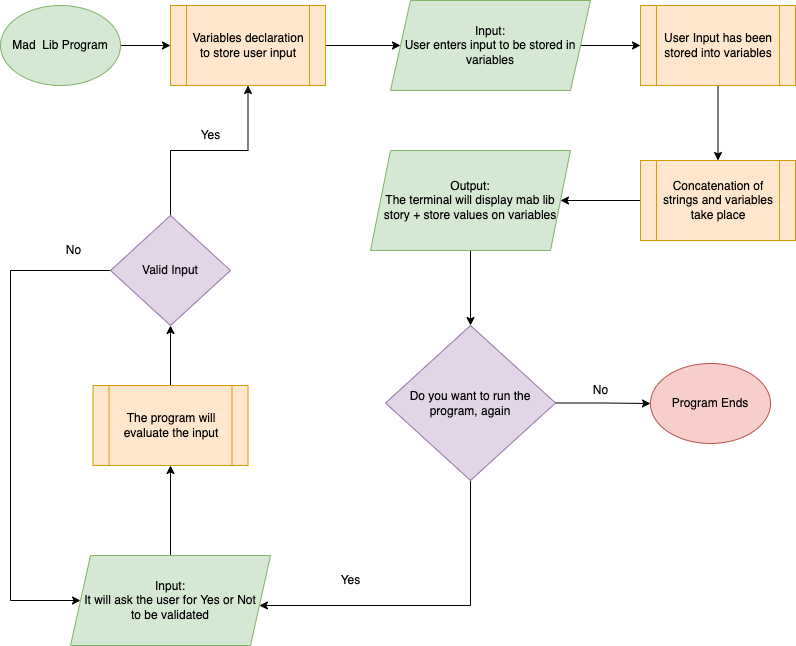 Mad Lib Program
Variables declaration
to store user input
Input:
User enters input to be stored in
variables
User Input has been
stored into variables
Concatenation of
strings and variables
take place
Output:
The terminal will display mab lib
story + store values on variables
Do you want to run the
program, again
No
Program Ends
Yes
Input:
It will ask the user for Yes or Not
to be validated
The program will
evaluate the input
Valid Input
No
Yes